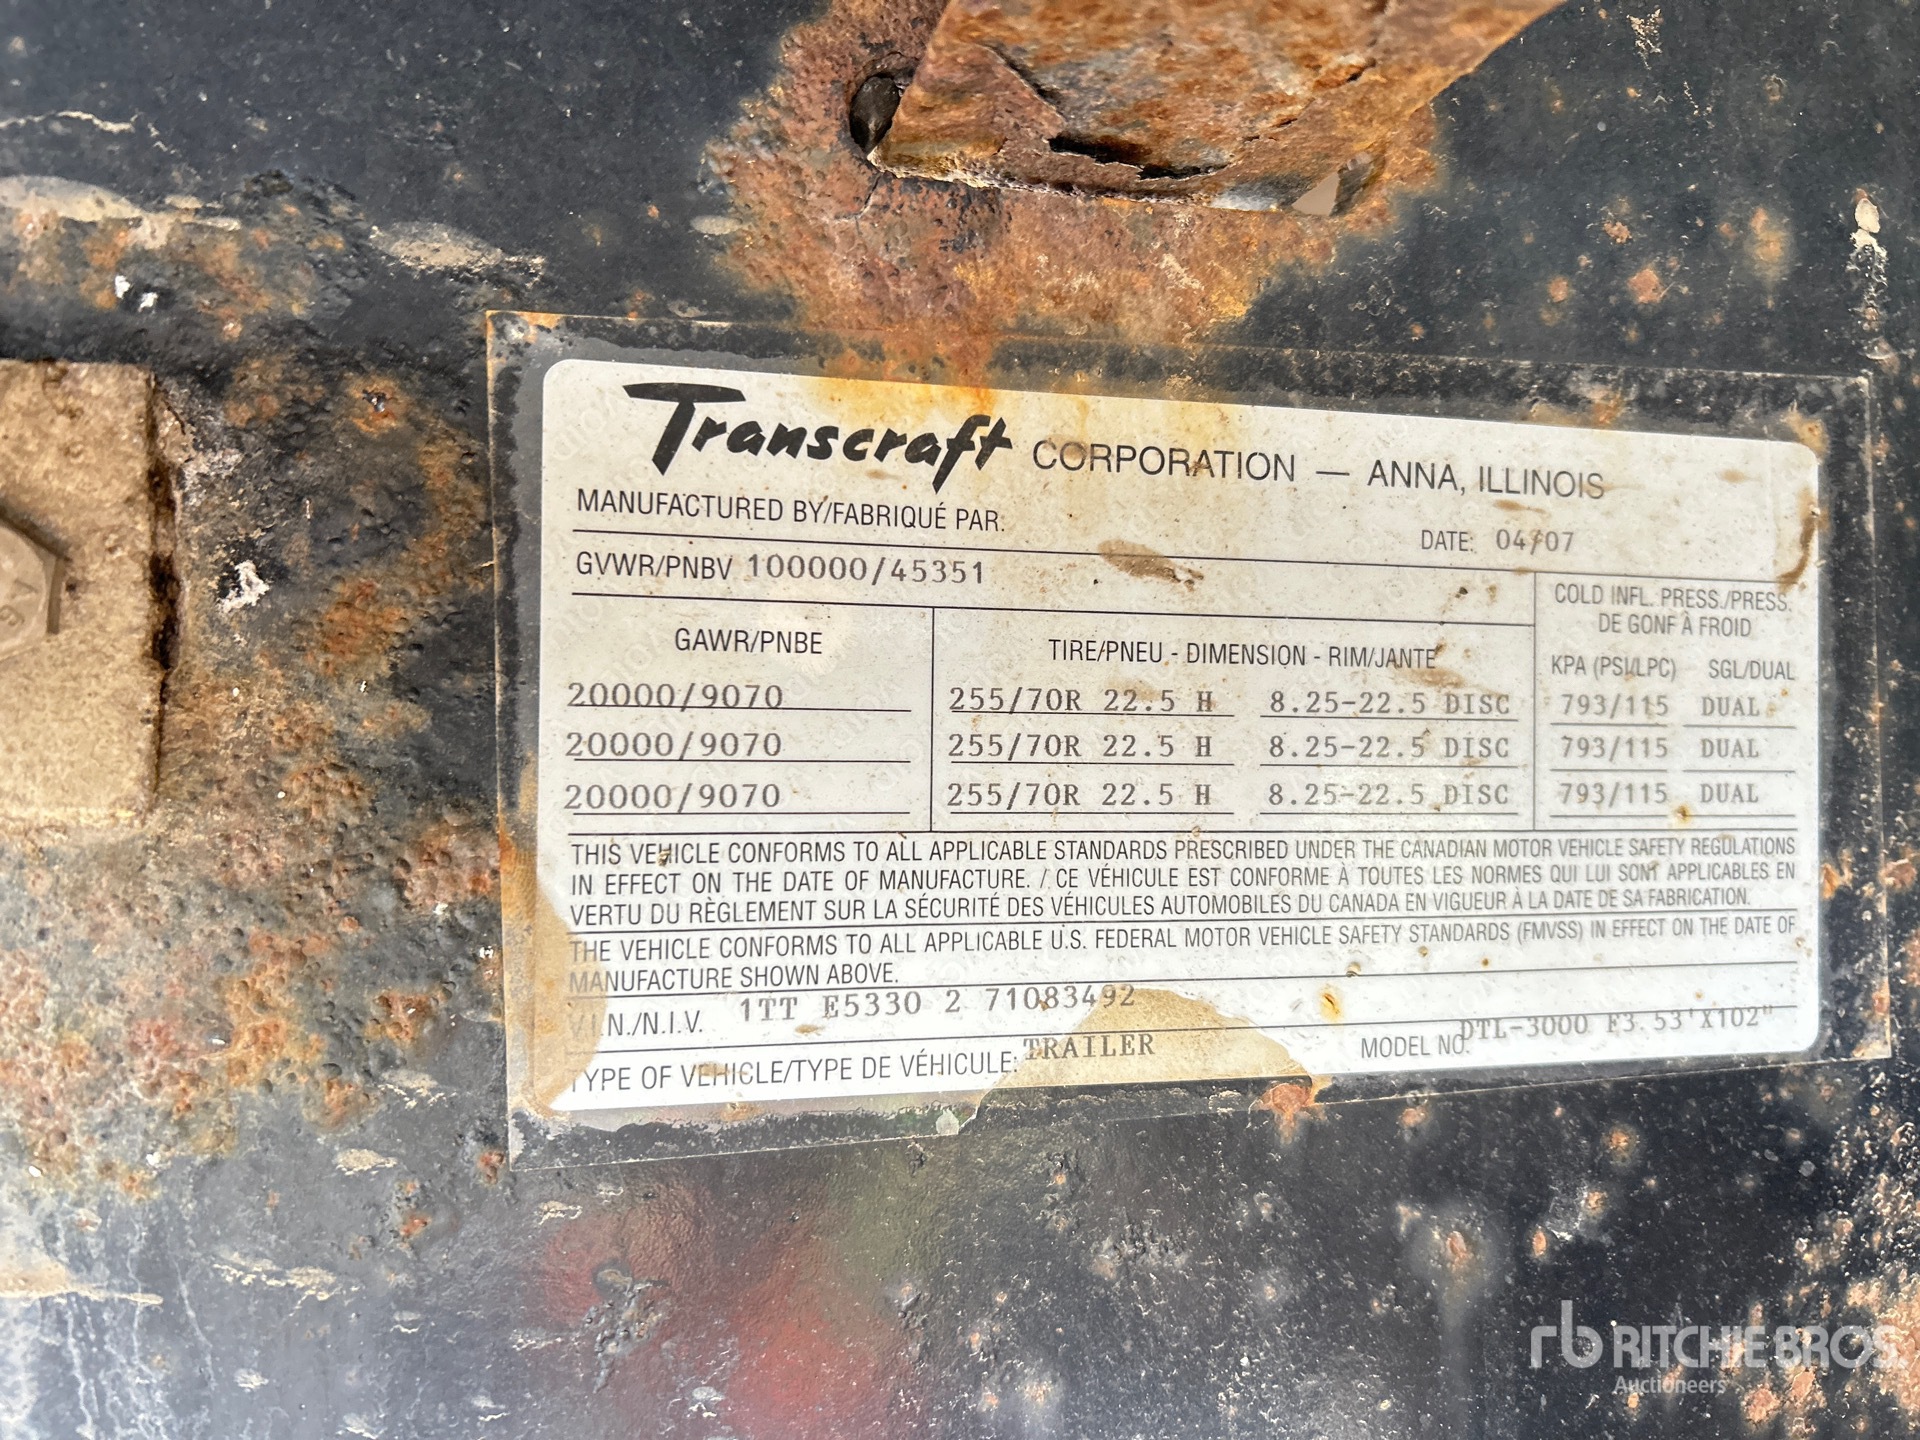 Transcraft CORPORATION — ANNA, ILLINOIS
MANUFACTURED BY/FABRIQUÉ PAR:
DATE: 04/07
GVWR/PNBV 100000/45351
COLD INFL. PRESS./PRESS.
DE GONF À FROID
GAWR/PNBE TIRE/PNEU - DIMENSION - RIM/JANTE KPA (PSI/LPC) SGL/DUAL
20000/9070 255/70R 22.5 H 8.25-22.5 DISC 793/115 DUAL
20000/9070 255/70R 22.5 H 8.25-22.5 DISC 793/115 DUAL
20000/9070 255/70R 22.5 H 8.25-22.5 DISC 793/115 DUAL
THIS VEHICLE CONFORMS TO ALL APPLICABLE STANDARDS PRESCRIBED UNDER THE CANADIAN MOTOR VEHICLE SAFETY REGULATIONS
IN EFFECT ON THE DATE OF MANUFACTURE. / CE VÉHICULE EST CONFORME À TOUTES LES NORMES QUI LUI SONT APPLICABLES EN
VERTU DU RÈGLEMENT SUR LA SÉCURITÉ DES VÉHICULES AUTOMOBILES DU CANADA EN VIGUEUR À LA DATE DE SA FABRICATION.
THE VEHICLE CONFORMS TO ALL APPLICABLE U.S. FEDERAL MOTOR VEHICLE SAFETY STANDARDS (FMVSS) IN EFFECT ON THE DATE OF
MANUFACTURE SHOWN ABOVE.
V.I.N./N.I.V. 1TT E5330 2 71083492
TYPE OF VEHICLE/TYPE DE VÉHICULE: TRAILER MODEL NO. DTL-3000 F3 53'X102"
rb RITCHIE BROS.
Auctioneers